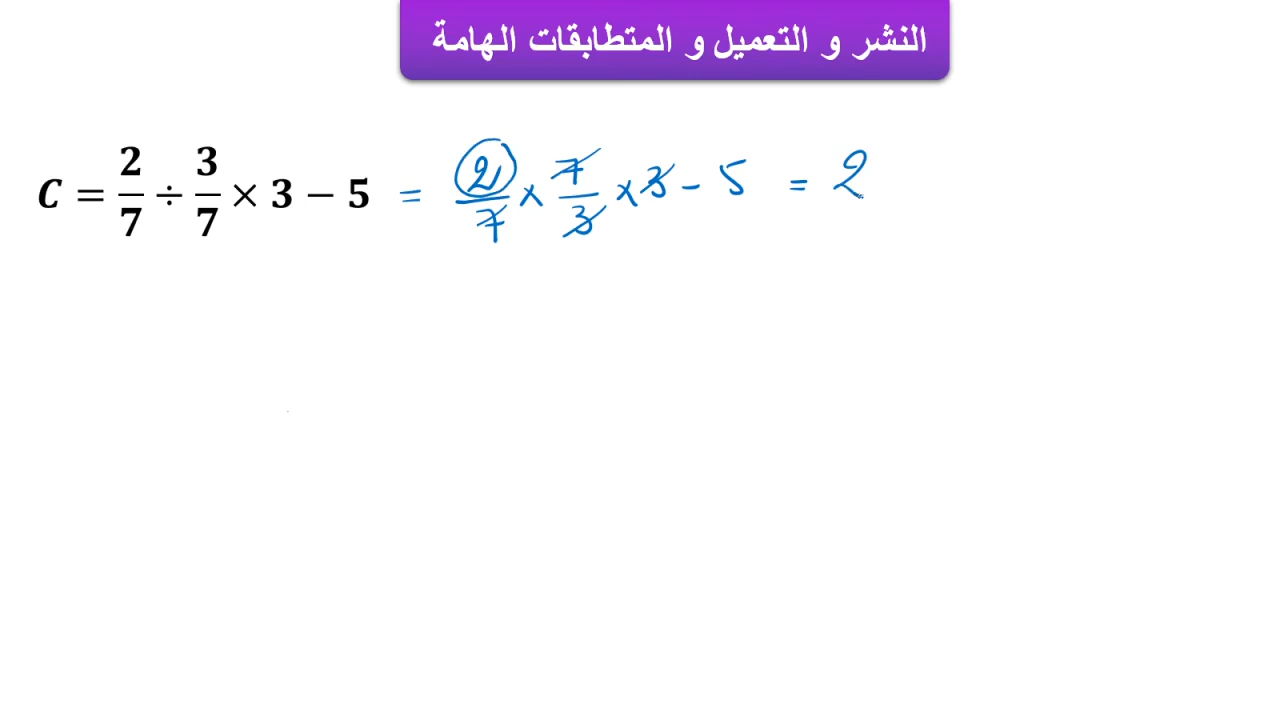 النشر و التعميل و المتطابقات الهامة
C = 2/7 ÷ 3/7 × 3 − 5 = 2/7 × 7/3 × 3 - 5 = 2